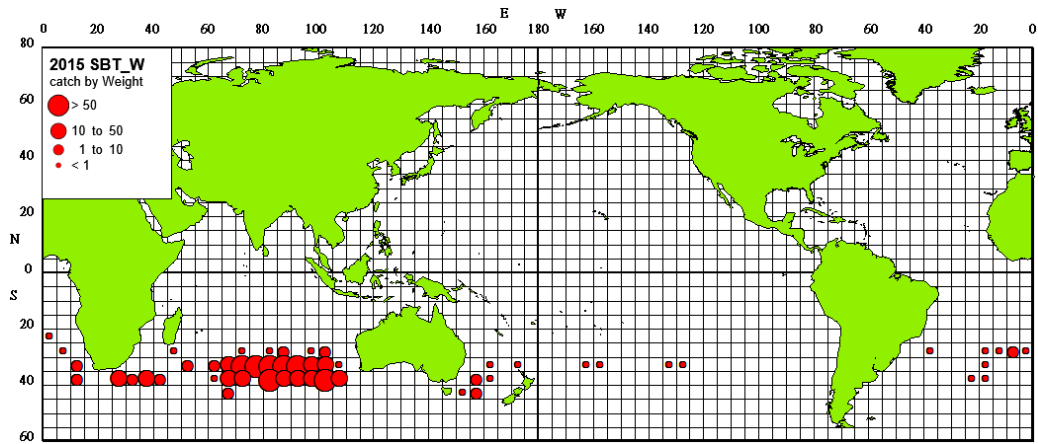 E W
0 20 40 60 80 100 120 140 160 180 160 140 120 100 80 60 40 20 0
80
60
40
20
N
0
S
20
40
60
2015 SBT_W
catch by Weight
> 50
10 to 50
1 to 10
< 1